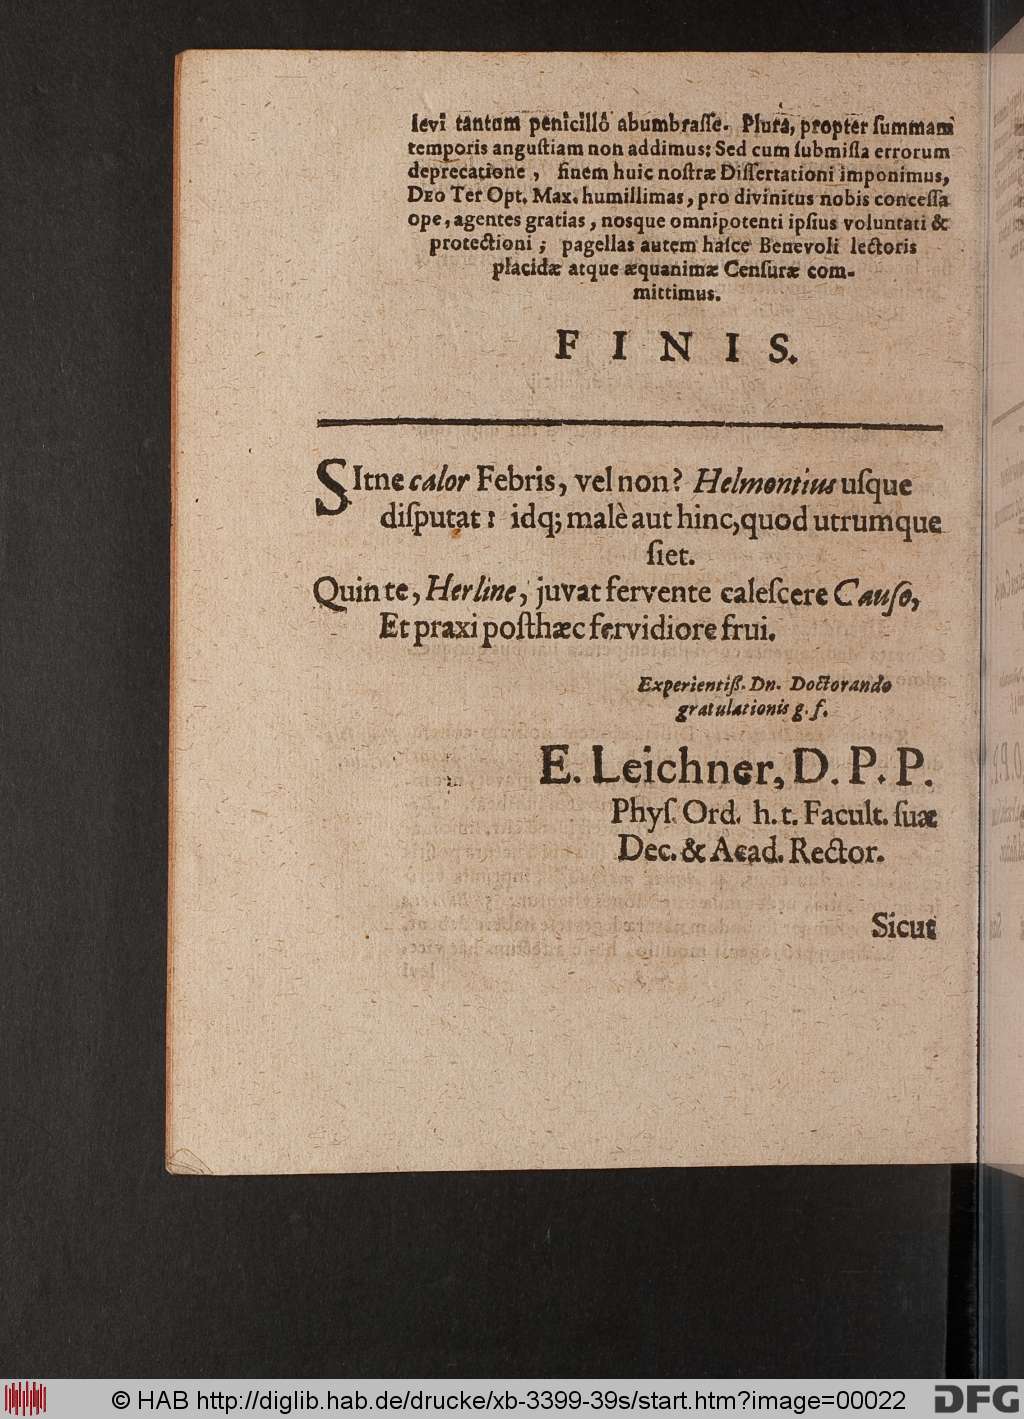 levi tantum penicillô abumbraſſe. Plura, propter ſummam
temporis anguſtiam non addimus: Sed cum ſubmiſſa errorum
deprecatione, finem huic noſtræ Diſſertationi imponimus,
DEO Ter Opt. Max. humillimas, pro divinitus nobis conceſſa
ope, agentes gratias, nosque omnipotenti ipſius voluntati &
protectioni; pagellas autem haſce Benevoli lectoris
placidæ atque æquanimæ Cenſuræ com-
mittimus.
FINIS.
SItne calor Febris, vel non? Helmontius uſque
diſputat: idq; malè aut hinc, quod utrumque
ſiet.
Quin te, Herline, juvat fervente caleſcere Cauſo,
Et praxi poſthæc fervidiore frui.
Experientiß. Dn. Doctorando
gratulationis g. f.
E. Leichner, D. P. P.
Phyſ. Ord. h. t. Facult. ſuæ
Dec. & Acad. Rector.
Sicut
© HAB http://diglib.hab.de/drucke/xb-3399-39s/start.htm?image=00022
DFG